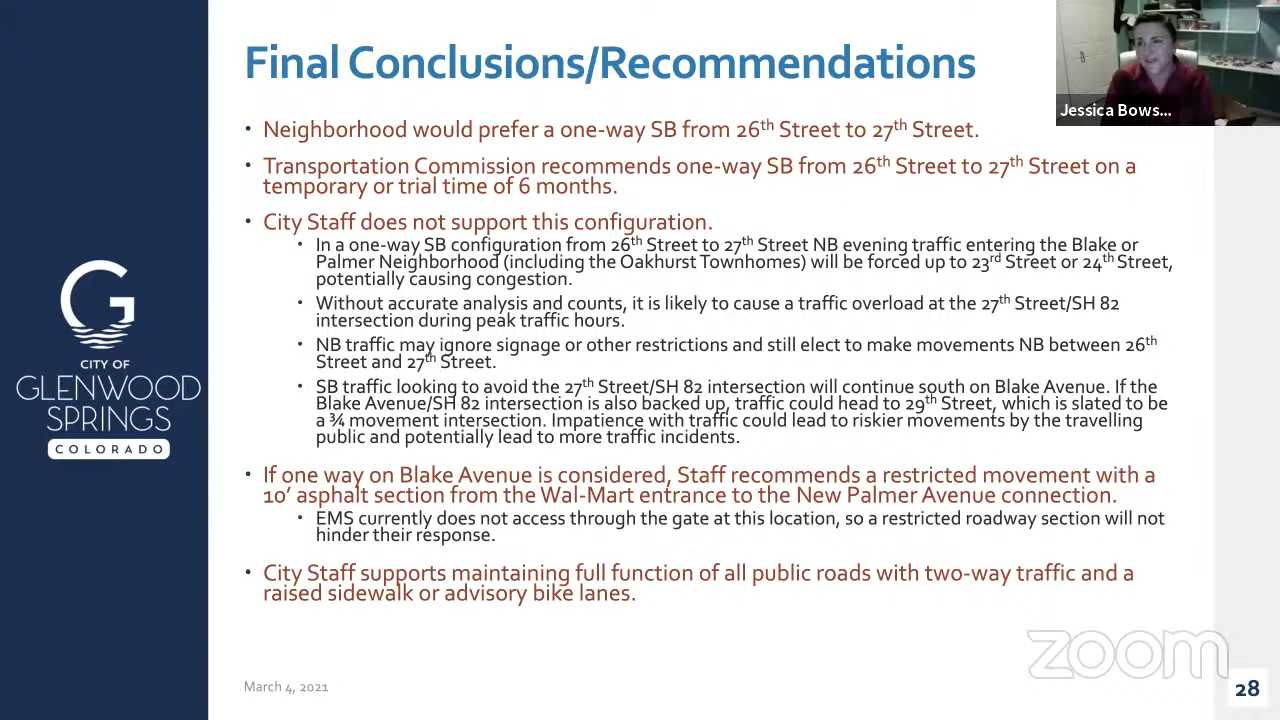 Final Conclusions/Recommendations
Jessica Bows...
• Neighborhood would prefer a one-way SB from 26th Street to 27th Street.
• Transportation Commission recommends one-way SB from 26th Street to 27th Street on a
temporary or trial time of 6 months.
• City Staff does not support this configuration.
• In a one-way SB configuration from 26th Street to 27th Street NB evening traffic entering the Blake or
Palmer Neighborhood (including the Oakhurst Townhomes) will be forced up to 23rd Street or 24th Street,
potentially causing congestion.
• Without accurate analysis and counts, it is likely to cause a traffic overload at the 27th Street/SH 82
intersection during peak traffic hours.
• NB traffic may ignore signage or other restrictions and still elect to make movements NB between 26th
Street and 27th Street.
• SB traffic looking to avoid the 27th Street/SH 82 intersection will continue south on Blake Avenue. If the
Blake Avenue/SH 82 intersection is also backed up, traffic could head to 29th Street, which is slated to be
a ¾ movement intersection. Impatience with traffic could lead to riskier movements by the travelling
public and potentially lead to more traffic incidents.
• If one way on Blake Avenue is considered, Staff recommends a restricted movement with a
10' asphalt section from the Wal-Mart entrance to the New Palmer Avenue connection.
• EMS currently does not access through the gate at this location, so a restricted roadway section will not
hinder their response.
• City Staff supports maintaining full function of all public roads with two-way traffic and a
raised sidewalk or advisory bike lanes.
G
CITY OF
GLENWOOD
SPRINGS
COLORADO
zoom
March 4, 2021
28